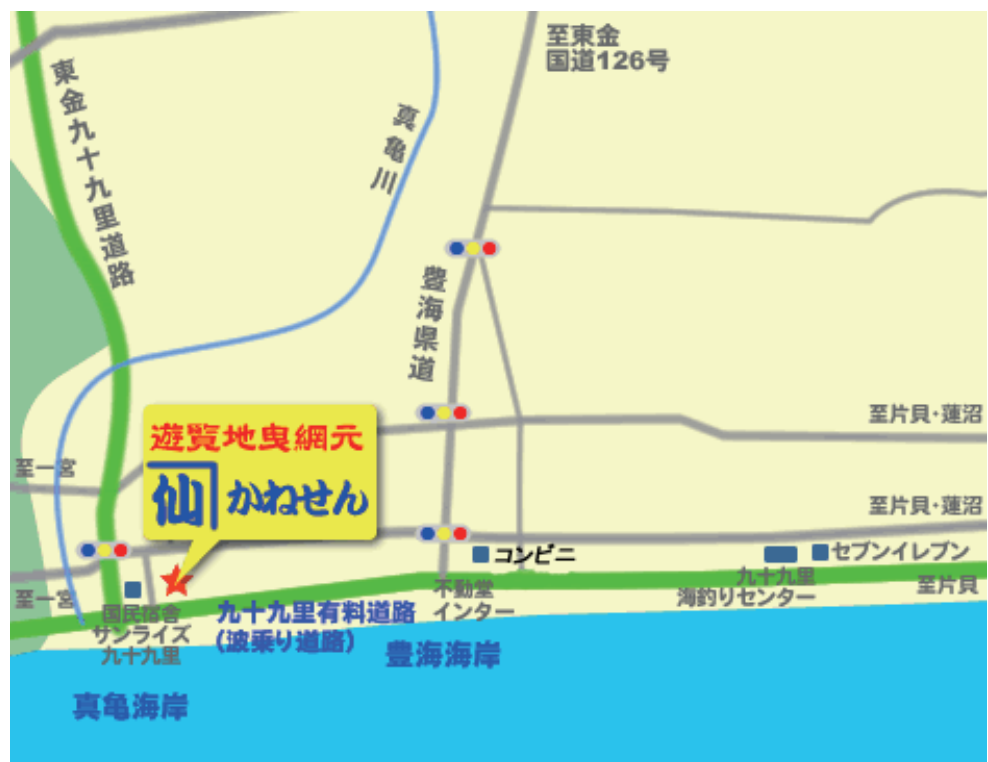 至東金
国道126号
東金九十九里道路
真亀川
豊海県道
至片貝・蓮沼
遊覧地曳網元
仙 かねせん
至一宮
至片貝・蓮沼
コンビニ
セブンイレブン
至一宮
国民宿舎
サンライズ
九十九里
九十九里有料道路
(波乗り道路)
不動堂
インター
九十九里
海釣りセンター
至片貝
豊海海岸
真亀海岸